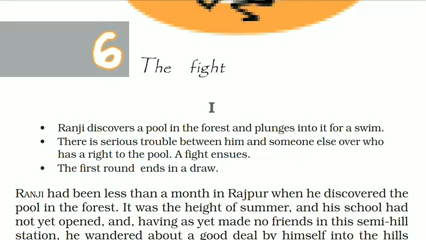 6
The fight
I
• Ranji discovers a pool in the forest and plunges into it for a swim.
• There is serious trouble between him and someone else over who
has a right to the pool. A fight ensues.
• The first round ends in a draw.
RANJI had been less than a month in Rajpur when he discovered the
pool in the forest. It was the height of summer, and his school had
not yet opened, and, having as yet made no friends in this semi-hill
station, he wandered about a good deal by himself into the hills